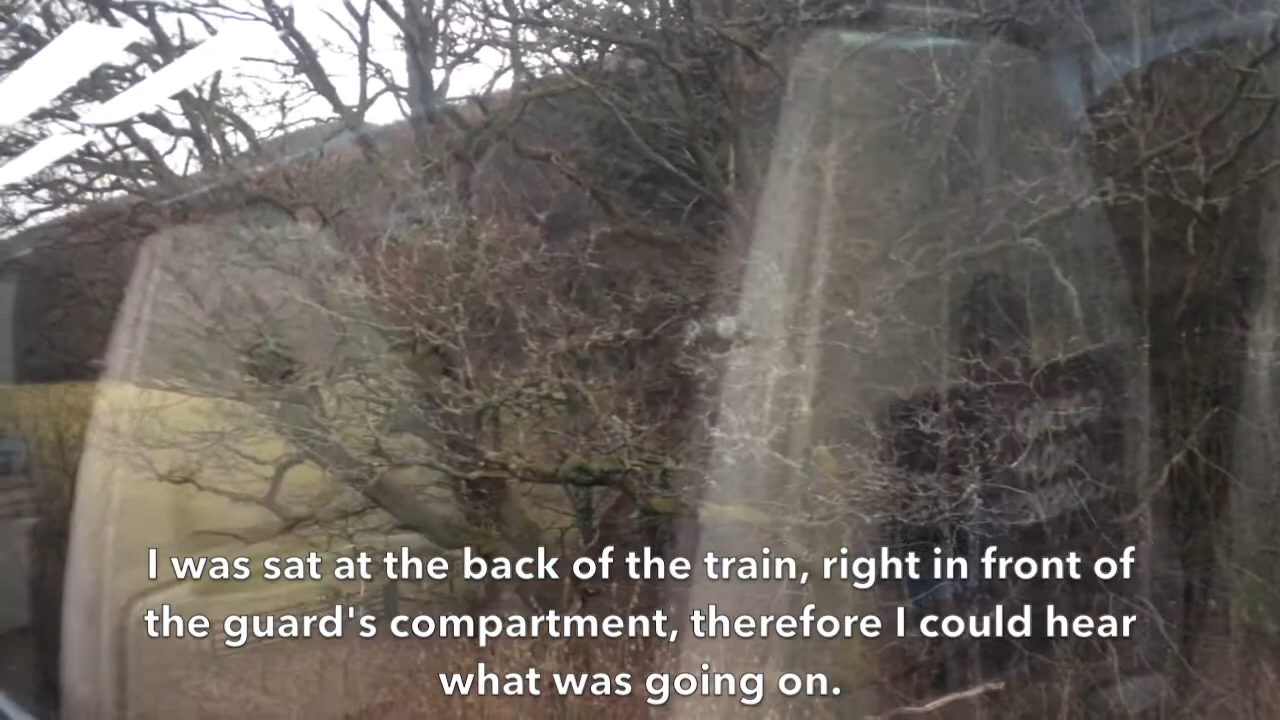 I was sat at the back of the train, right in front of
the guard's compartment, therefore I could hear
what was going on.